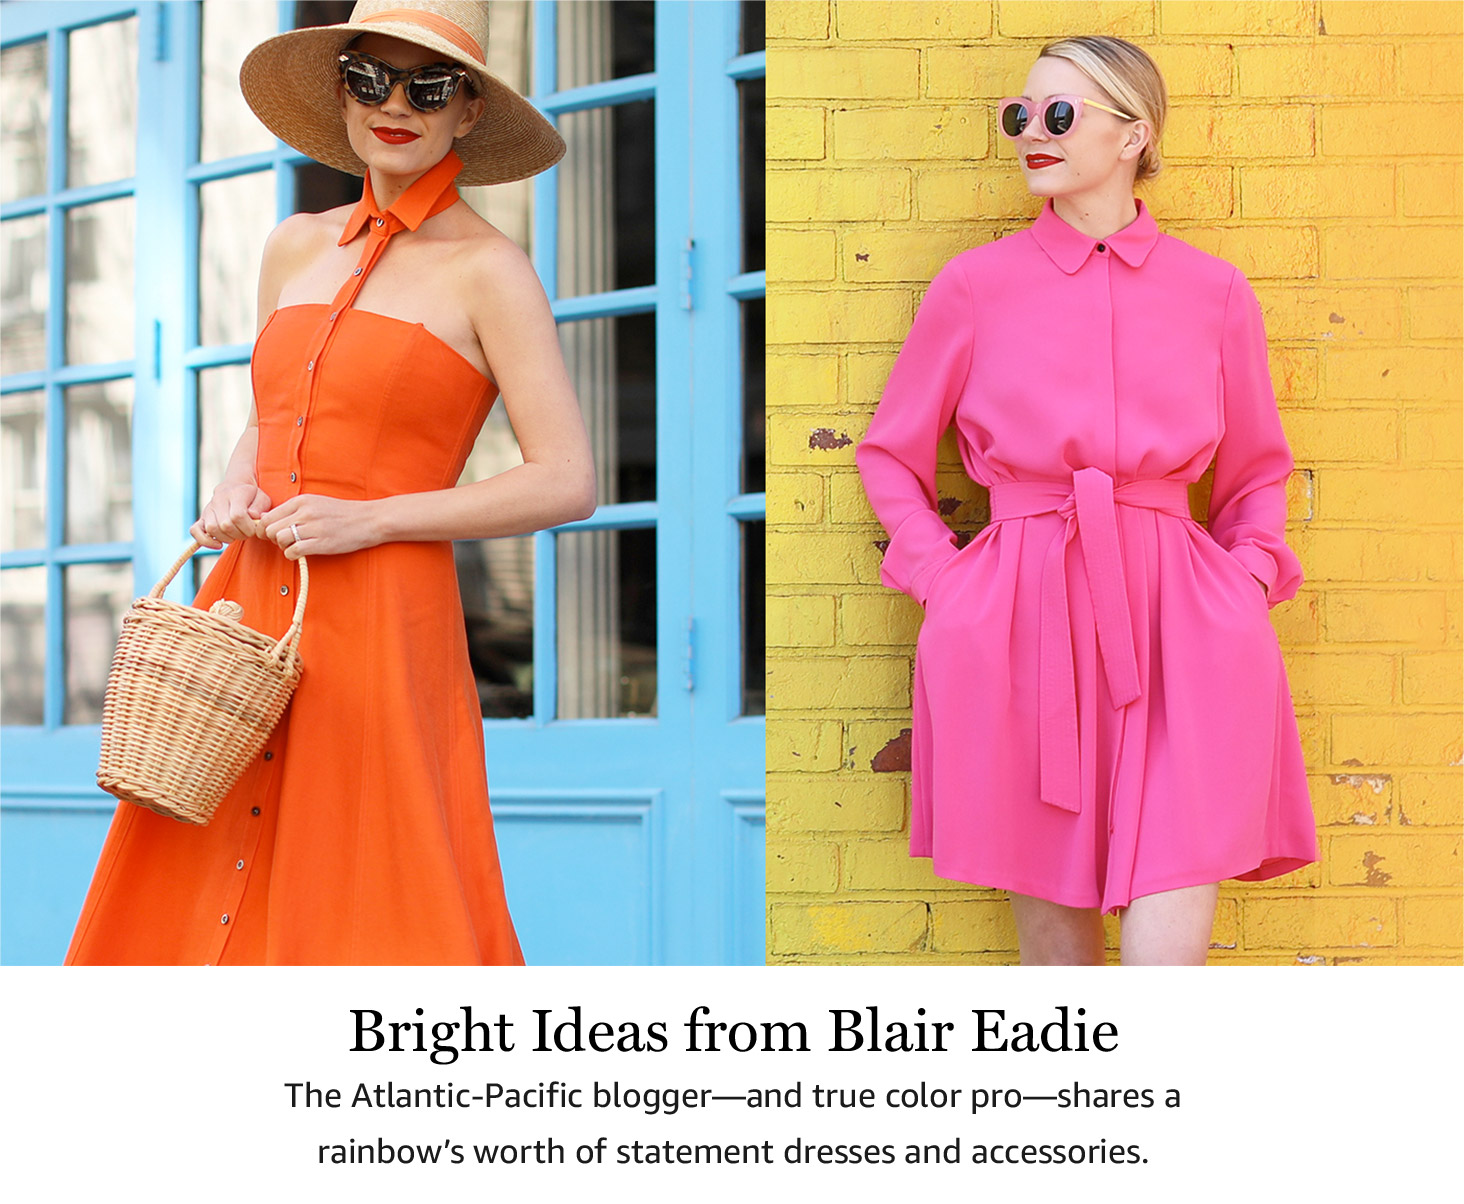 Bright Ideas from Blair Eadie
The Atlantic-Pacific blogger—and true color pro—shares a
rainbow’s worth of statement dresses and accessories.